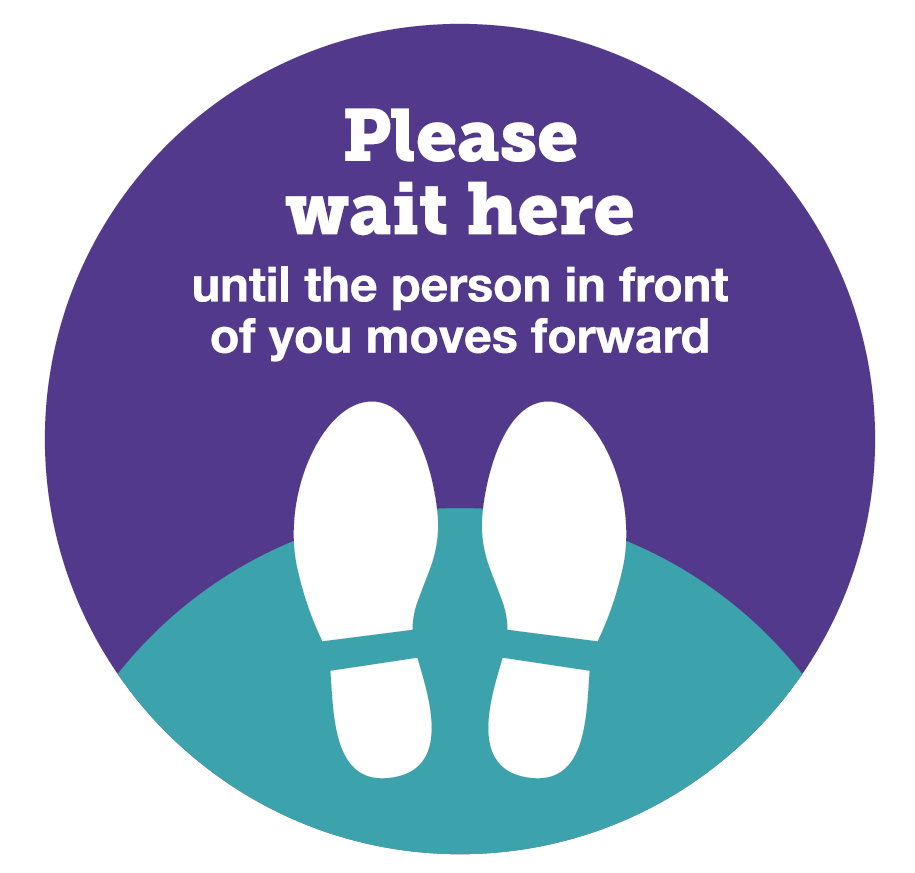 Please
wait here
until the person in front
of you moves forward